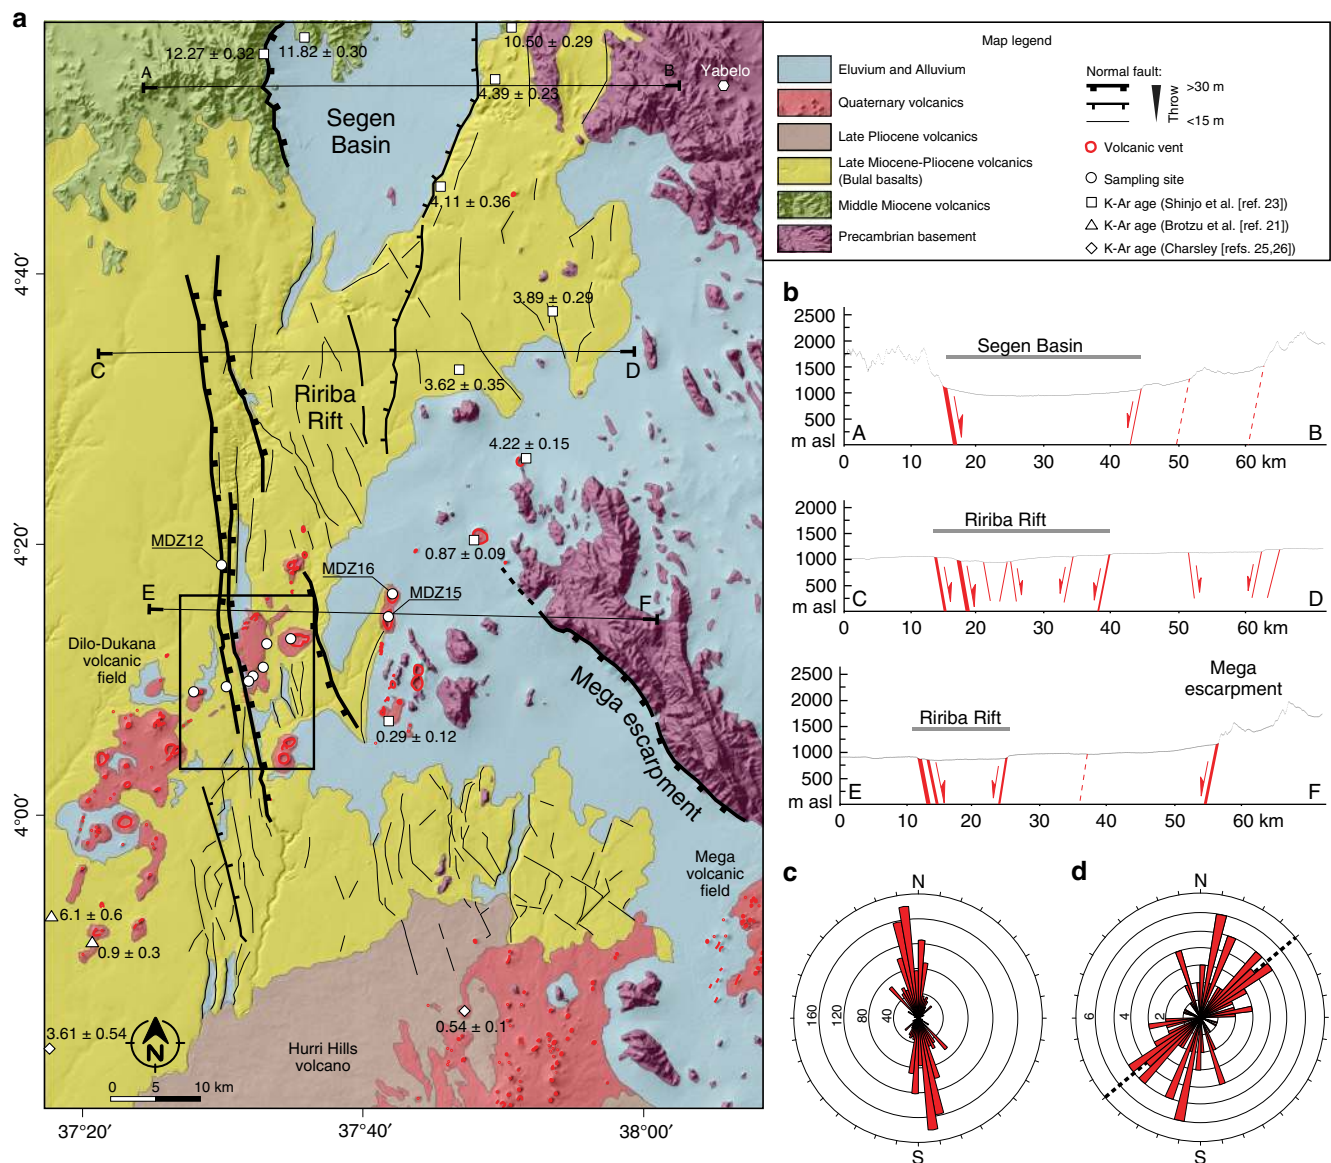 a
12.27 ± 0.32
11.82 ± 0.30
10.50 ± 0.29
A
B
Yabelo
4.39 ± 0.23
Segen
Basin
4.11 ± 0.36
4°40'
3.89 ± 0.29
C
D
3.62 ± 0.35
Ririba
Rift
4.22 ± 0.15
4°20'
MDZ12
0.87 ± 0.09
MDZ16
MDZ15
E
F
Dilo-Dukana
volcanic
field
Mega escarpment
0.29 ± 0.12
4°00'
Mega
volcanic
field
6.1 ± 0.6
0.9 ± 0.3
3.61 ± 0.54
0.54 ± 0.1
N
Hurri Hills
volcano
0 5 10 km
37°20' 37°40' 38°00'
Map legend
Eluvium and Alluvium
Quaternary volcanics
Late Pliocene volcanics
Late Miocene-Pliocene volcanics
(Bulal basalts)
Middle Miocene volcanics
Precambrian basement
Normal fault:
>30 m
Throw
<15 m
Volcanic vent
Sampling site
K-Ar age (Shinjo et al. [ref. 23])
K-Ar age (Brotzu et al. [ref. 21])
K-Ar age (Charsley [refs. 25,26])
b
2500
2000
1500
1000
500
m asl
Segen Basin
A
B
0 10 20 30 40 50 60 km
2000
1500
1000
500
m asl
Ririba Rift
C
D
0 10 20 30 40 50 60 km
2500
2000
1500
1000
500
m asl
Ririba Rift
Mega
escarpment
E
F
0 10 20 30 40 50 60 km
c
N
160 120 80 40
S
d
N
6 4 2
S